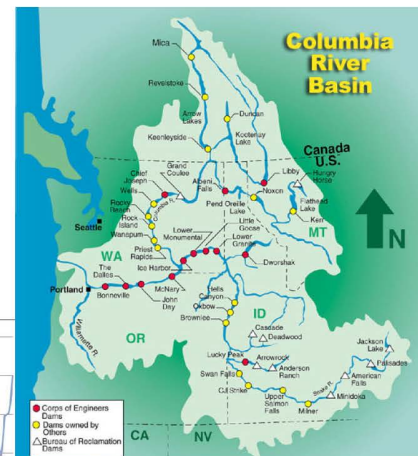 Columbia
River
Basin
Mica
Revelstoke
Arrow
Lakes
Duncan
Keenleyside
Kootenay
Lake
Canada
U.S.
Grand
Coulee
Chief
Joseph
Albeni
Falls
Libby
Hungry
Horse
Wells
Rocky
Reach
Columbia R.
Pend Oreille
Lake
Noxon
Flathead
Lake
Kerr
Rock
Island
Wanapum
Seattle
Lower
Monumental
Little
Goose
Lower
Granite
MT
N
Priest
Rapids
WA
Ice Harbor
Dworshak
The
Dalles
Portland
Bonneville
McNary
John
Day
Hells
Canyon
Oxbow
Brownlee
ID
Willamette R.
OR
Cascade
Deadwood
Jackson
Lake
Lucky Peak
Arrowrock
Anderson
Ranch
Palisades
American
Falls
Swan Falls
CJ Strike
Upper
Salmon
Falls
Snake R.
Minidoka
Milner
Corps of Engineers
Dams
Dams owned by
Others
Bureau of Reclamation
Dams
CA
NV